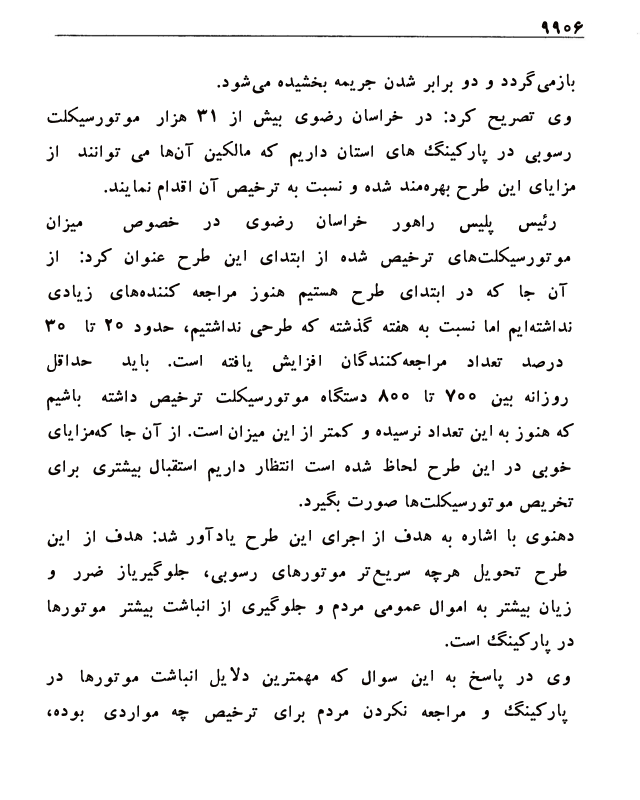 ۹۹۰۶
بازمی‌گردد و دو برابر شدن جریمه بخشیده می‌شود.
وی تصریح کرد: در خراسان رضوی بیش از ۳۱ هزار موتورسیکلت
رسوبی در پارکینگ های استان داریم که مالکین آن‌ها می توانند از
مزایای این طرح بهره‌مند شده و نسبت به ترخیص آن اقدام نمایند.
رئیس پلیس راهور خراسان رضوی در خصوص میزان
موتورسیکلت‌های ترخیص شده از ابتدای این طرح عنوان کرد: از
آن جا که در ابتدای طرح هستیم هنوز مراجعه کننده‌های زیادی
نداشته‌ایم اما نسبت به هفته گذشته که طرحی نداشتیم، حدود ۲۰ تا ۳۰
درصد تعداد مراجعه‌کنندگان افزایش یافته است. باید حداقل
روزانه بین ۷۰۰ تا ۸۰۰ دستگاه موتورسیکلت ترخیص داشته باشیم
که هنوز به این تعداد نرسیده و کمتر از این میزان است. از آن جا که‌مزایای
خوبی در این طرح لحاظ شده است انتظار داریم استقبال بیشتری برای
تخریص موتورسیکلت‌ها صورت بگیرد.
دهنوی با اشاره به هدف از اجرای این طرح یادآور شد: هدف از این
طرح تحویل هرچه سریع‌تر موتورهای رسوبی، جلوگیریاز ضرر و
زیان بیشتر به اموال عمومی مردم و جلوگیری از انباشت بیشتر موتورها
در پارکینگ است.
وی در پاسخ به این سوال که مهمترین دلایل انباشت موتورها در
پارکینگ و مراجعه نکردن مردم برای ترخیص چه مواردی بوده،